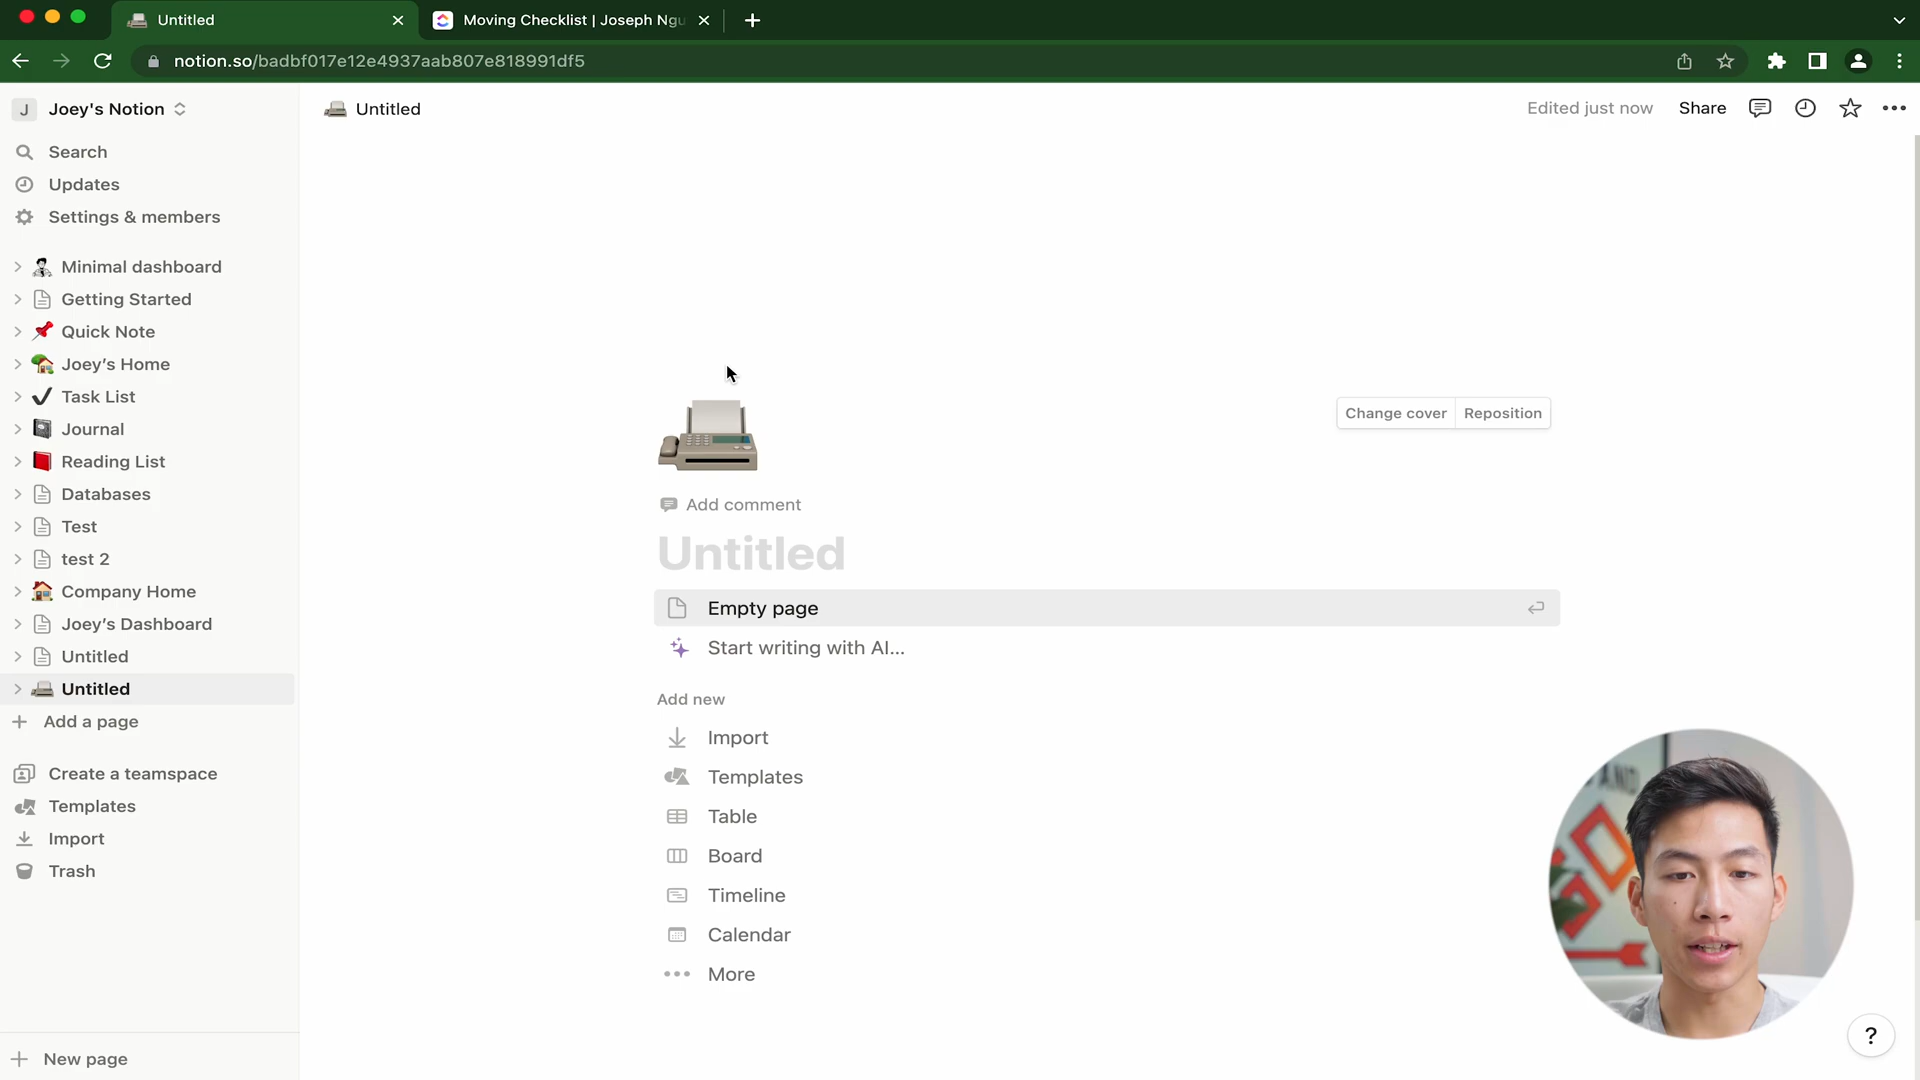 Untitled
Moving Checklist | Joseph Ngu
notion.so/badbf017e12e4937aab807e818991df5
J Joey's Notion
Untitled
Edited just now
Share
Search
Updates
Settings & members
Minimal dashboard
Getting Started
Quick Note
Joey's Home
Task List
Journal
Reading List
Databases
Test
test 2
Company Home
Joey's Dashboard
Untitled
Untitled
Add a page
Create a teamspace
Templates
Import
Trash
New page
Change cover
Reposition
Add comment
Untitled
Empty page
Start writing with AI...
Add new
Import
Templates
Table
Board
Timeline
Calendar
More
?